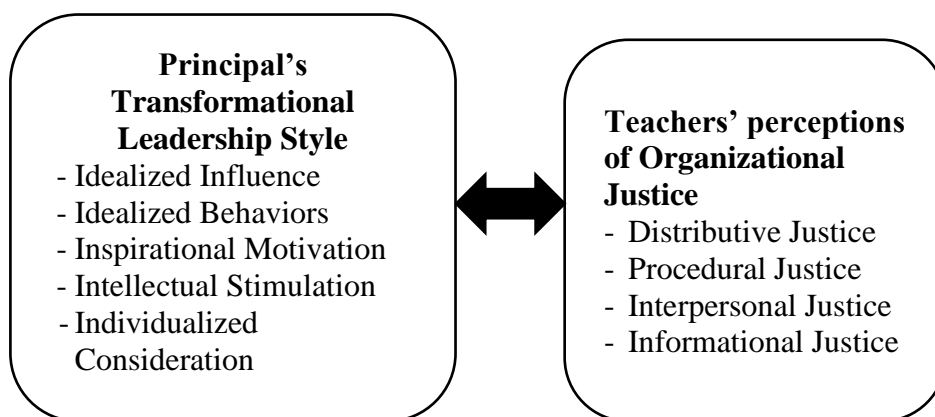 Principal’s
Transformational
Leadership Style
- Idealized Influence
- Idealized Behaviors
- Inspirational Motivation
- Intellectual Stimulation
- Individualized
Consideration
Teachers’ perceptions
of Organizational
Justice
- Distributive Justice
- Procedural Justice
- Interpersonal Justice
- Informational Justice